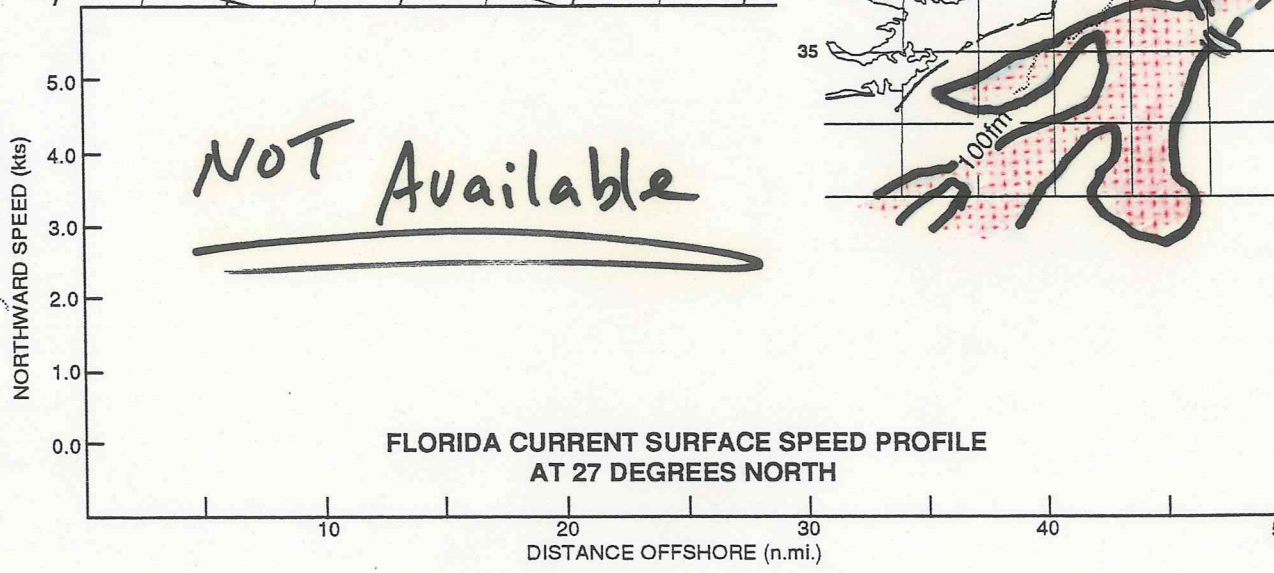 35
100fm
5.0
4.0
3.0
2.0
1.0
0.0
NORTHWARD SPEED (kts)
NOT Available
FLORIDA CURRENT SURFACE SPEED PROFILE
AT 27 DEGREES NORTH
10 20 30 40
DISTANCE OFFSHORE (n.mi.)